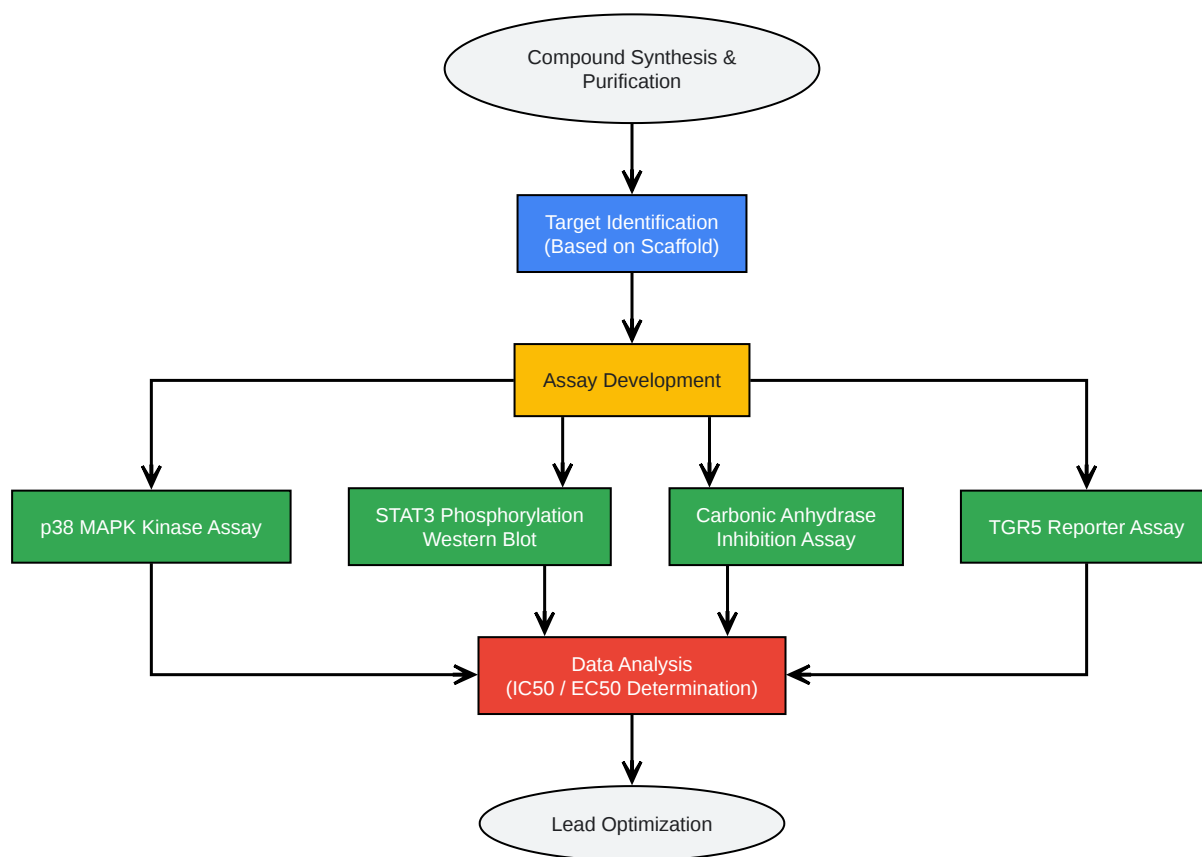 Compound Synthesis &
Purification
Target Identification
(Based on Scaffold)
Assay Development
p38 MAPK Kinase Assay
STAT3 Phosphorylation
Western Blot
Carbonic Anhydrase
Inhibition Assay
TGR5 Reporter Assay
Data Analysis
(IC50 / EC50 Determination)
Lead Optimization